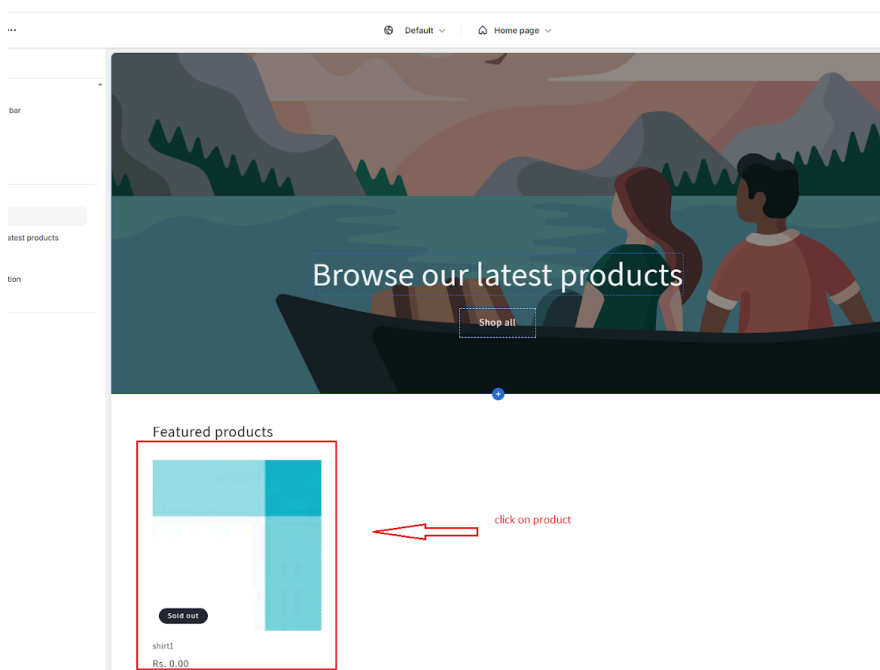 Default
Home page
bar
atest products
tion
Browse our latest products
Shop all
Featured products
click on product
Sold out
shirt1
Rs. 0.00